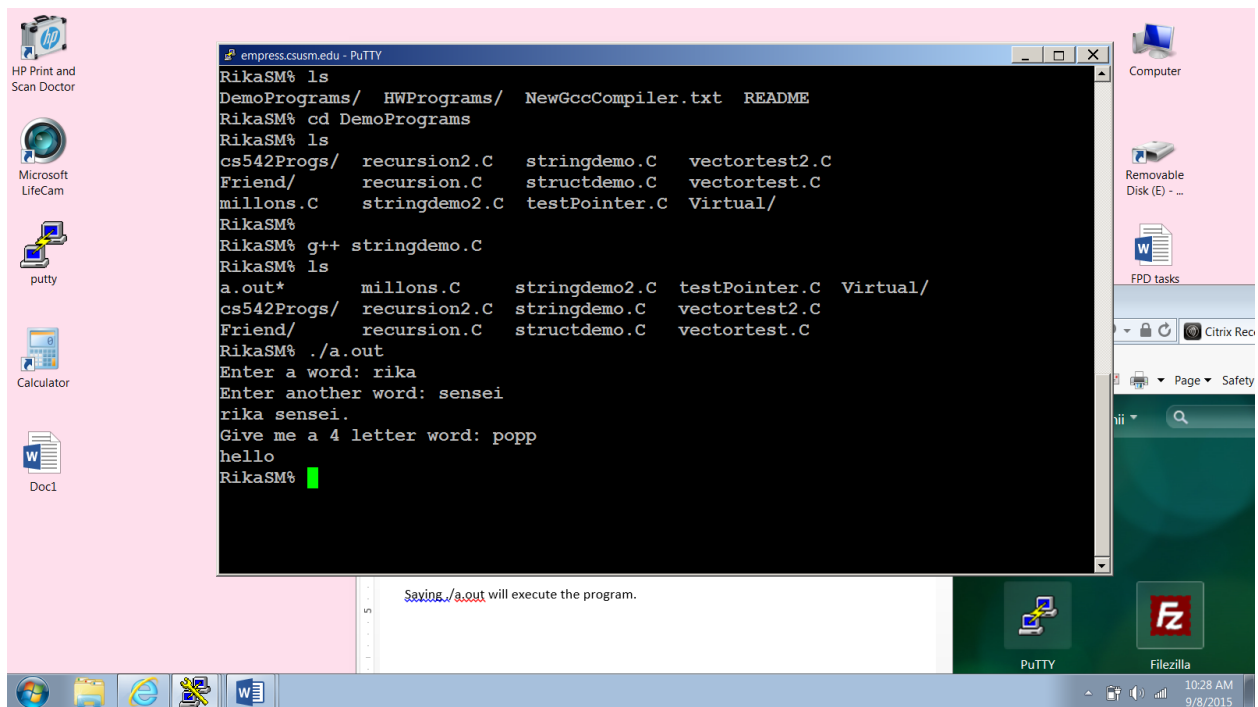 HP Print and
Scan Doctor
Microsoft
LifeCam
putty
Calculator
Doc1
empress.csusm.edu - PuTTY
RikaSM% ls
DemoPrograms/ HWPrograms/ NewGccCompiler.txt README
RikaSM% cd DemoPrograms
RikaSM% ls
cs542Progs/ recursion2.C stringdemo.C vectortest2.C
Friend/ recursion.C structdemo.C vectortest.C
millons.C stringdemo2.C testPointer.C Virtual/
RikaSM%
RikaSM% g++ stringdemo.C
RikaSM% ls
a.out* millons.C stringdemo2.C testPointer.C Virtual/
cs542Progs/ recursion2.C stringdemo.C vectortest2.C
Friend/ recursion.C structdemo.C vectortest.C
RikaSM% ./a.out
Enter a word: rika
Enter another word: sensei
rika sensei.
Give me a 4 letter word: popp
hello
RikaSM%
Computer
Removable
Disk (E) - ...
FPD tasks
Citrix Rec
Page Safety
nii
Saying ./a.out will execute the program.
5
PuTTY
Filezilla
10:28 AM
9/8/2015